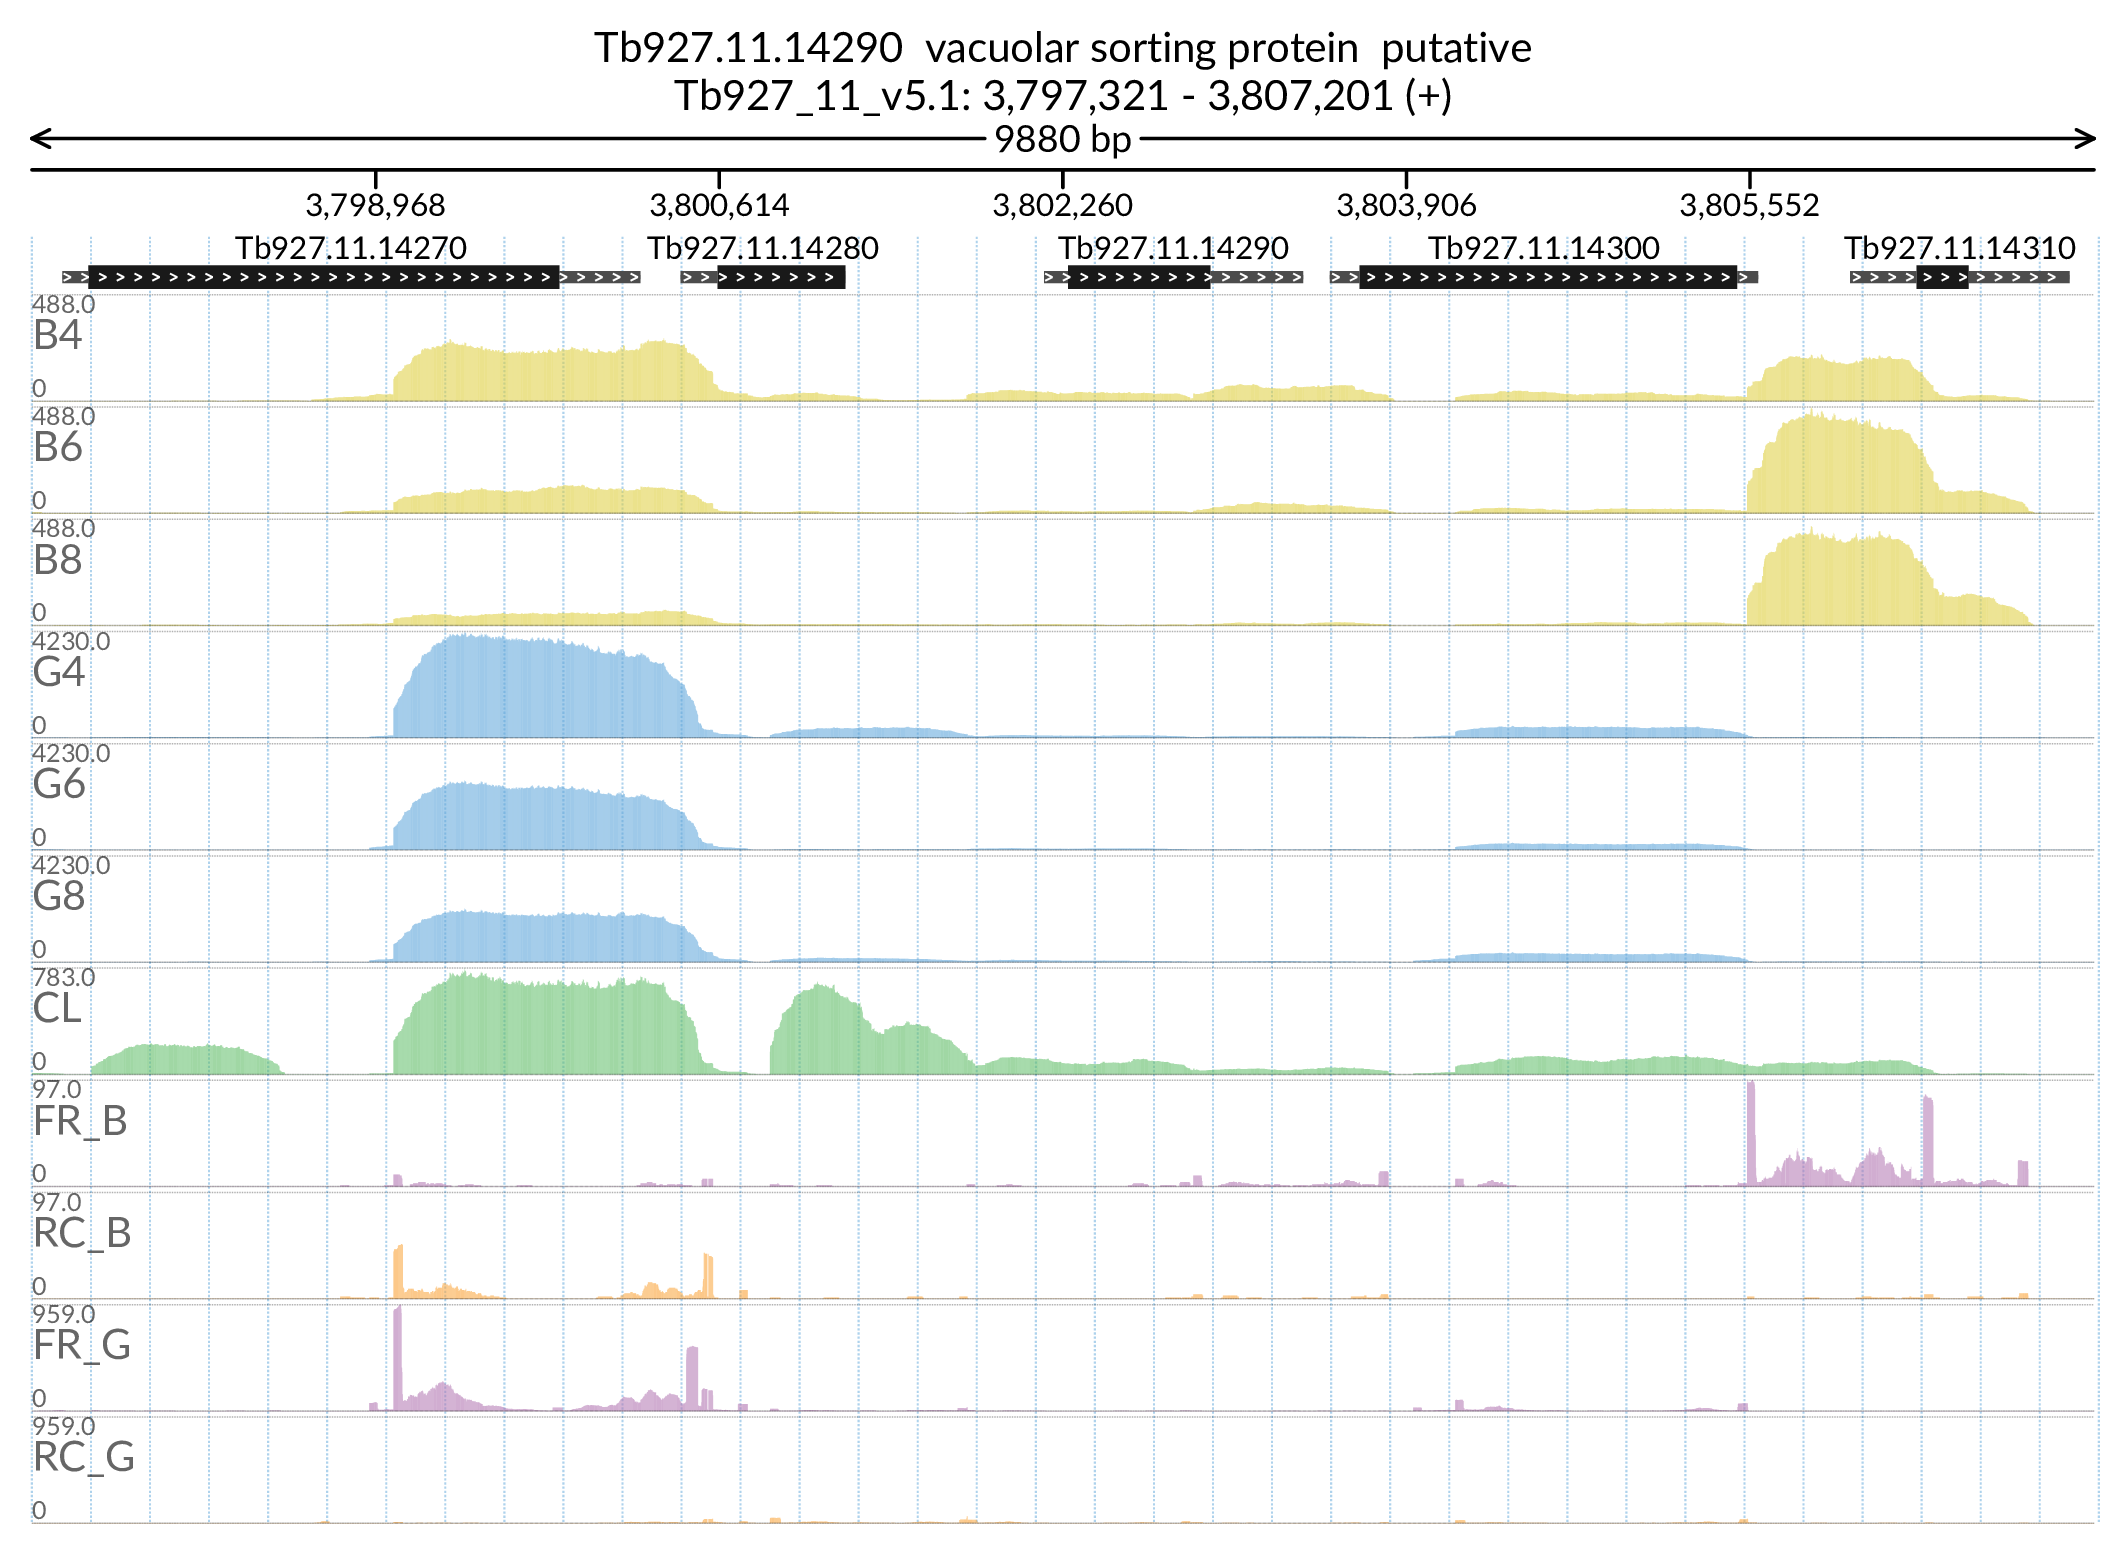 Tb927.11.14290  vacuolar sorting protein  putative
Tb927_11_v5.1: 3,797,321 - 3,807,201 (+)
9880 bp
3,798,968 3,800,614 3,802,260 3,803,906 3,805,552
Tb927.11.14270 Tb927.11.14280 Tb927.11.14290 Tb927.11.14300 Tb927.11.14310
488.0
B4
0
488.0
B6
0
488.0
B8
0
4230.0
G4
0
4230.0
G6
0
4230.0
G8
0
783.0
CL
0
97.0
FR_B
0
97.0
RC_B
0
959.0
FR_G
0
959.0
RC_G
0